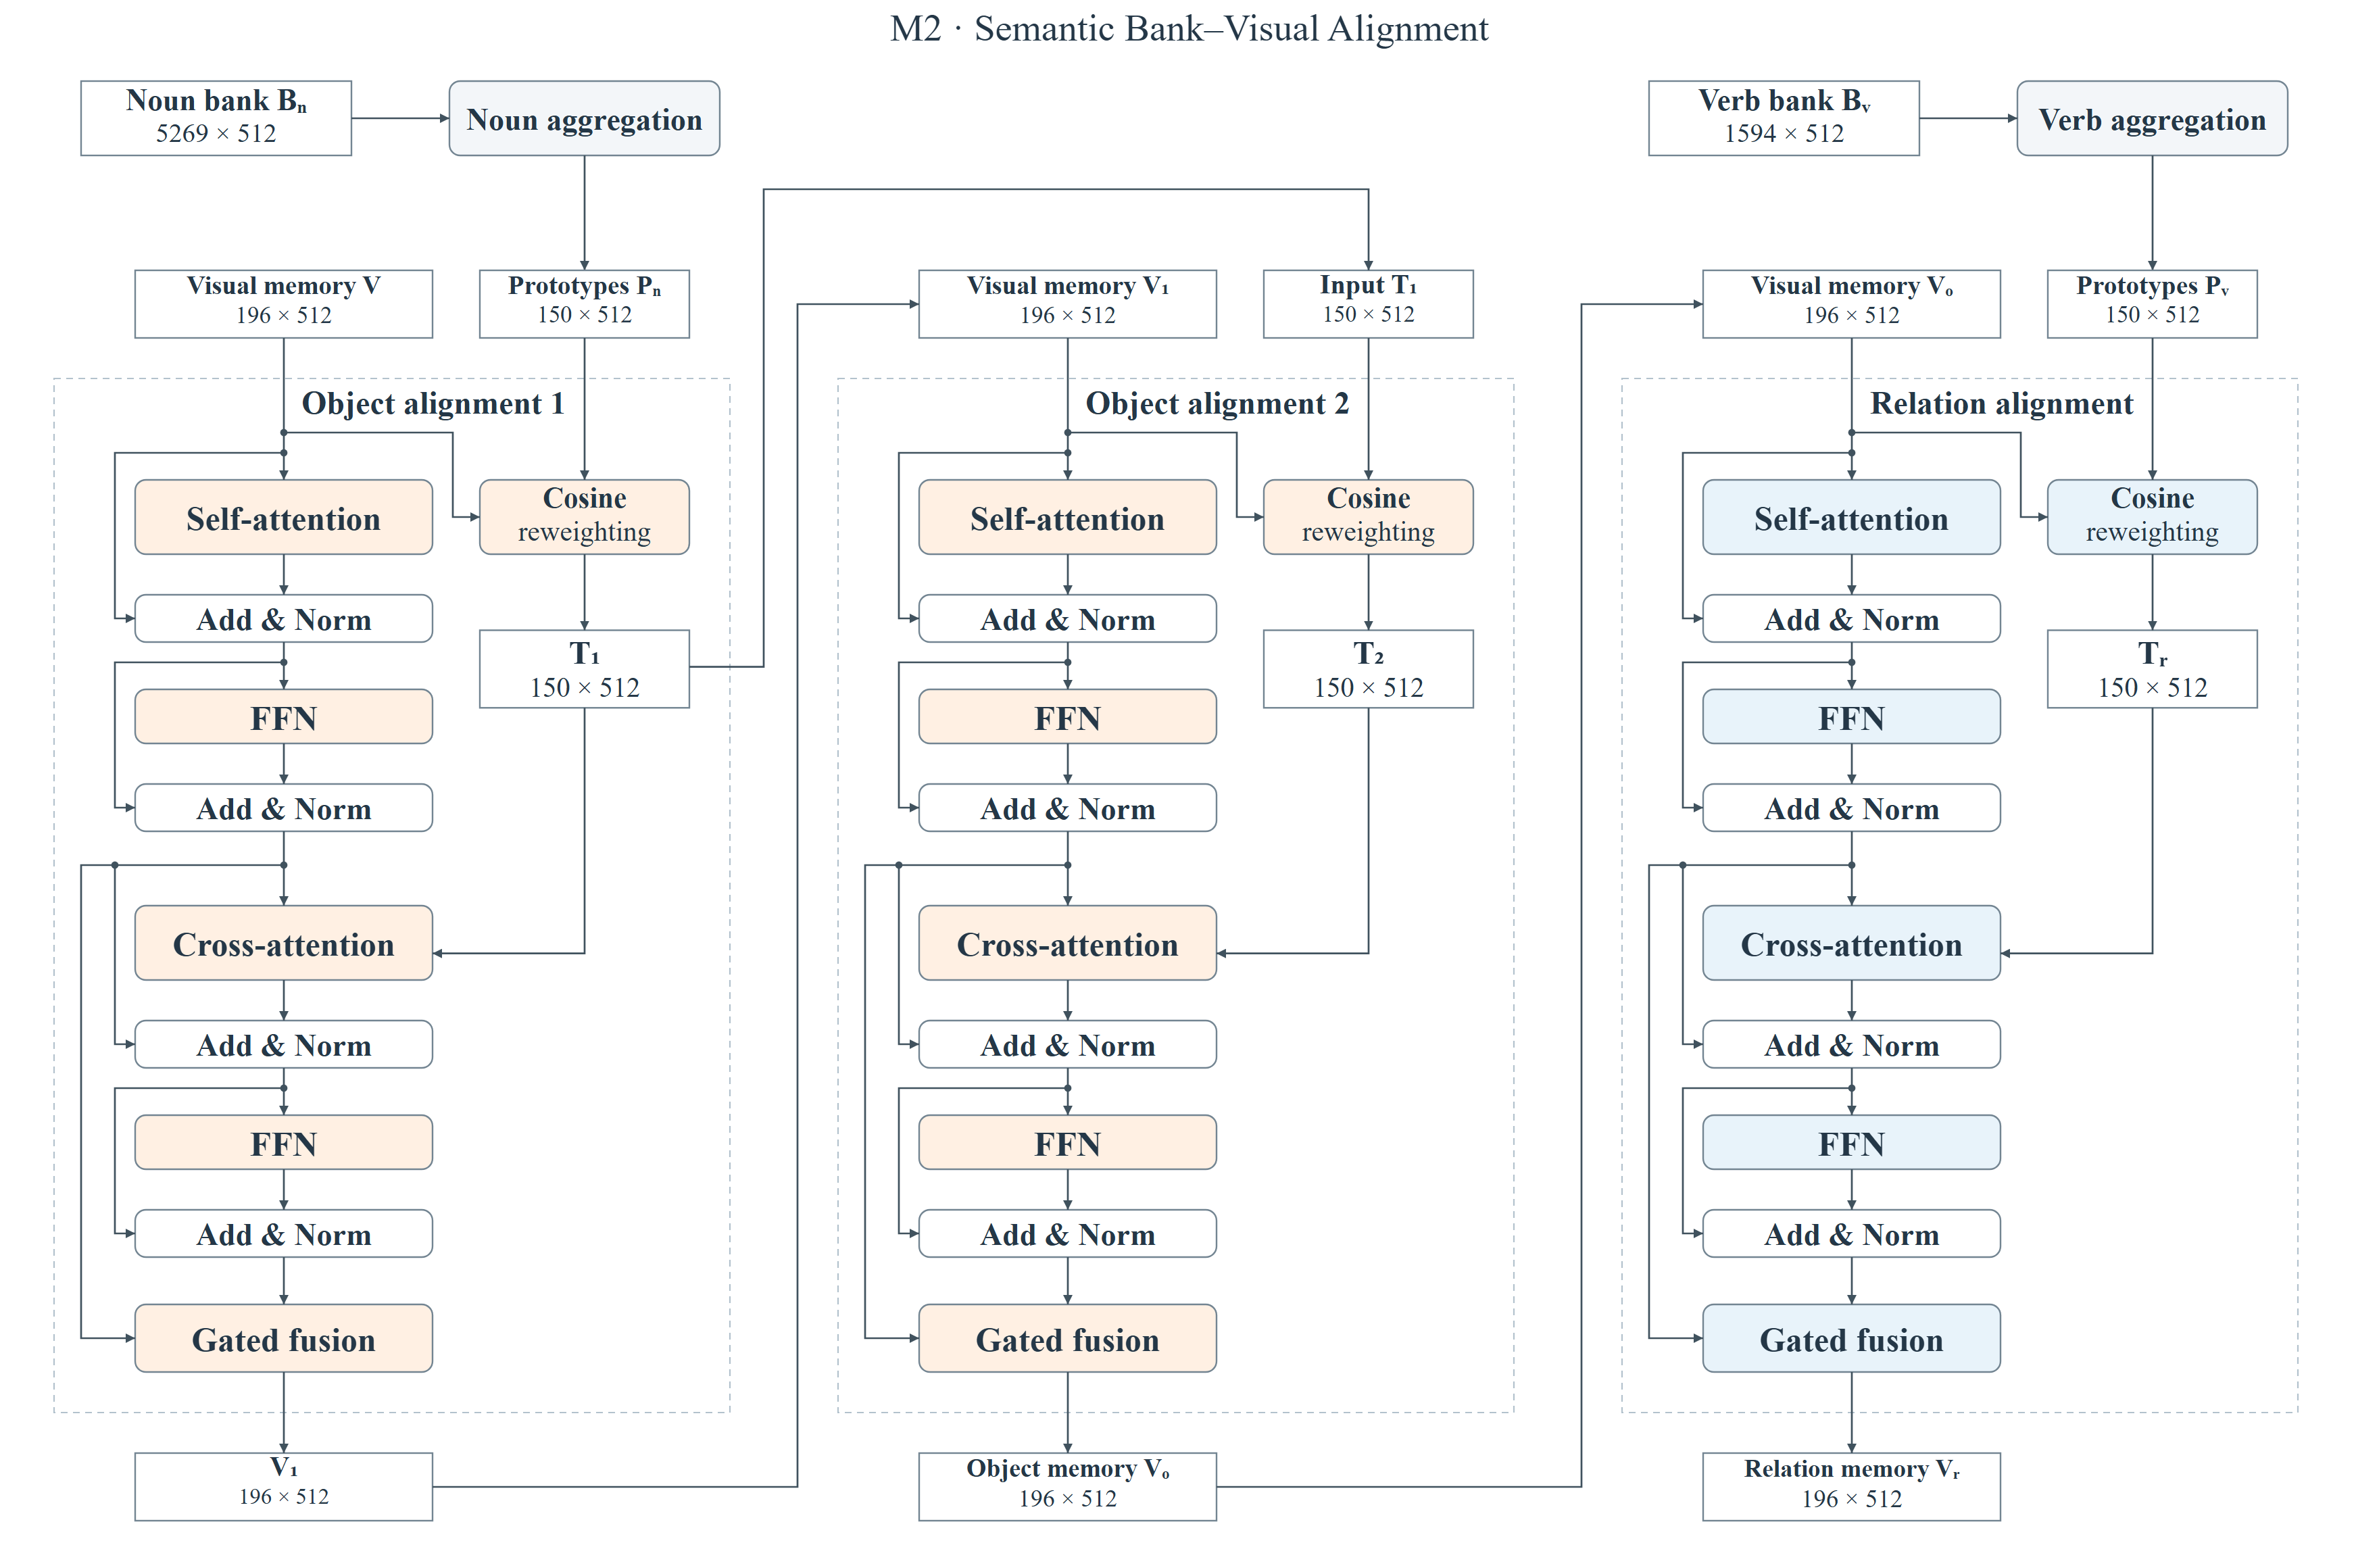 M2 · Semantic Bank–Visual Alignment
Noun bank Bₙ
5269 × 512
Noun aggregation
Verb bank Bᵥ
1594 × 512
Verb aggregation
Visual memory V
196 × 512
Prototypes Pₙ
150 × 512
Visual memory V₁
196 × 512
Input T₁
150 × 512
Visual memory Vₒ
196 × 512
Prototypes Pᵥ
150 × 512
Object alignment 1
Self-attention
Cosine
reweighting
Add & Norm
T₁
150 × 512
FFN
Add & Norm
Cross-attention
Add & Norm
FFN
Add & Norm
Gated fusion
V₁
196 × 512
Object alignment 2
Self-attention
Cosine
reweighting
Add & Norm
T₂
150 × 512
FFN
Add & Norm
Cross-attention
Add & Norm
FFN
Add & Norm
Gated fusion
Object memory Vₒ
196 × 512
Relation alignment
Self-attention
Cosine
reweighting
Add & Norm
Tᵣ
150 × 512
FFN
Add & Norm
Cross-attention
Add & Norm
FFN
Add & Norm
Gated fusion
Relation memory Vᵣ
196 × 512